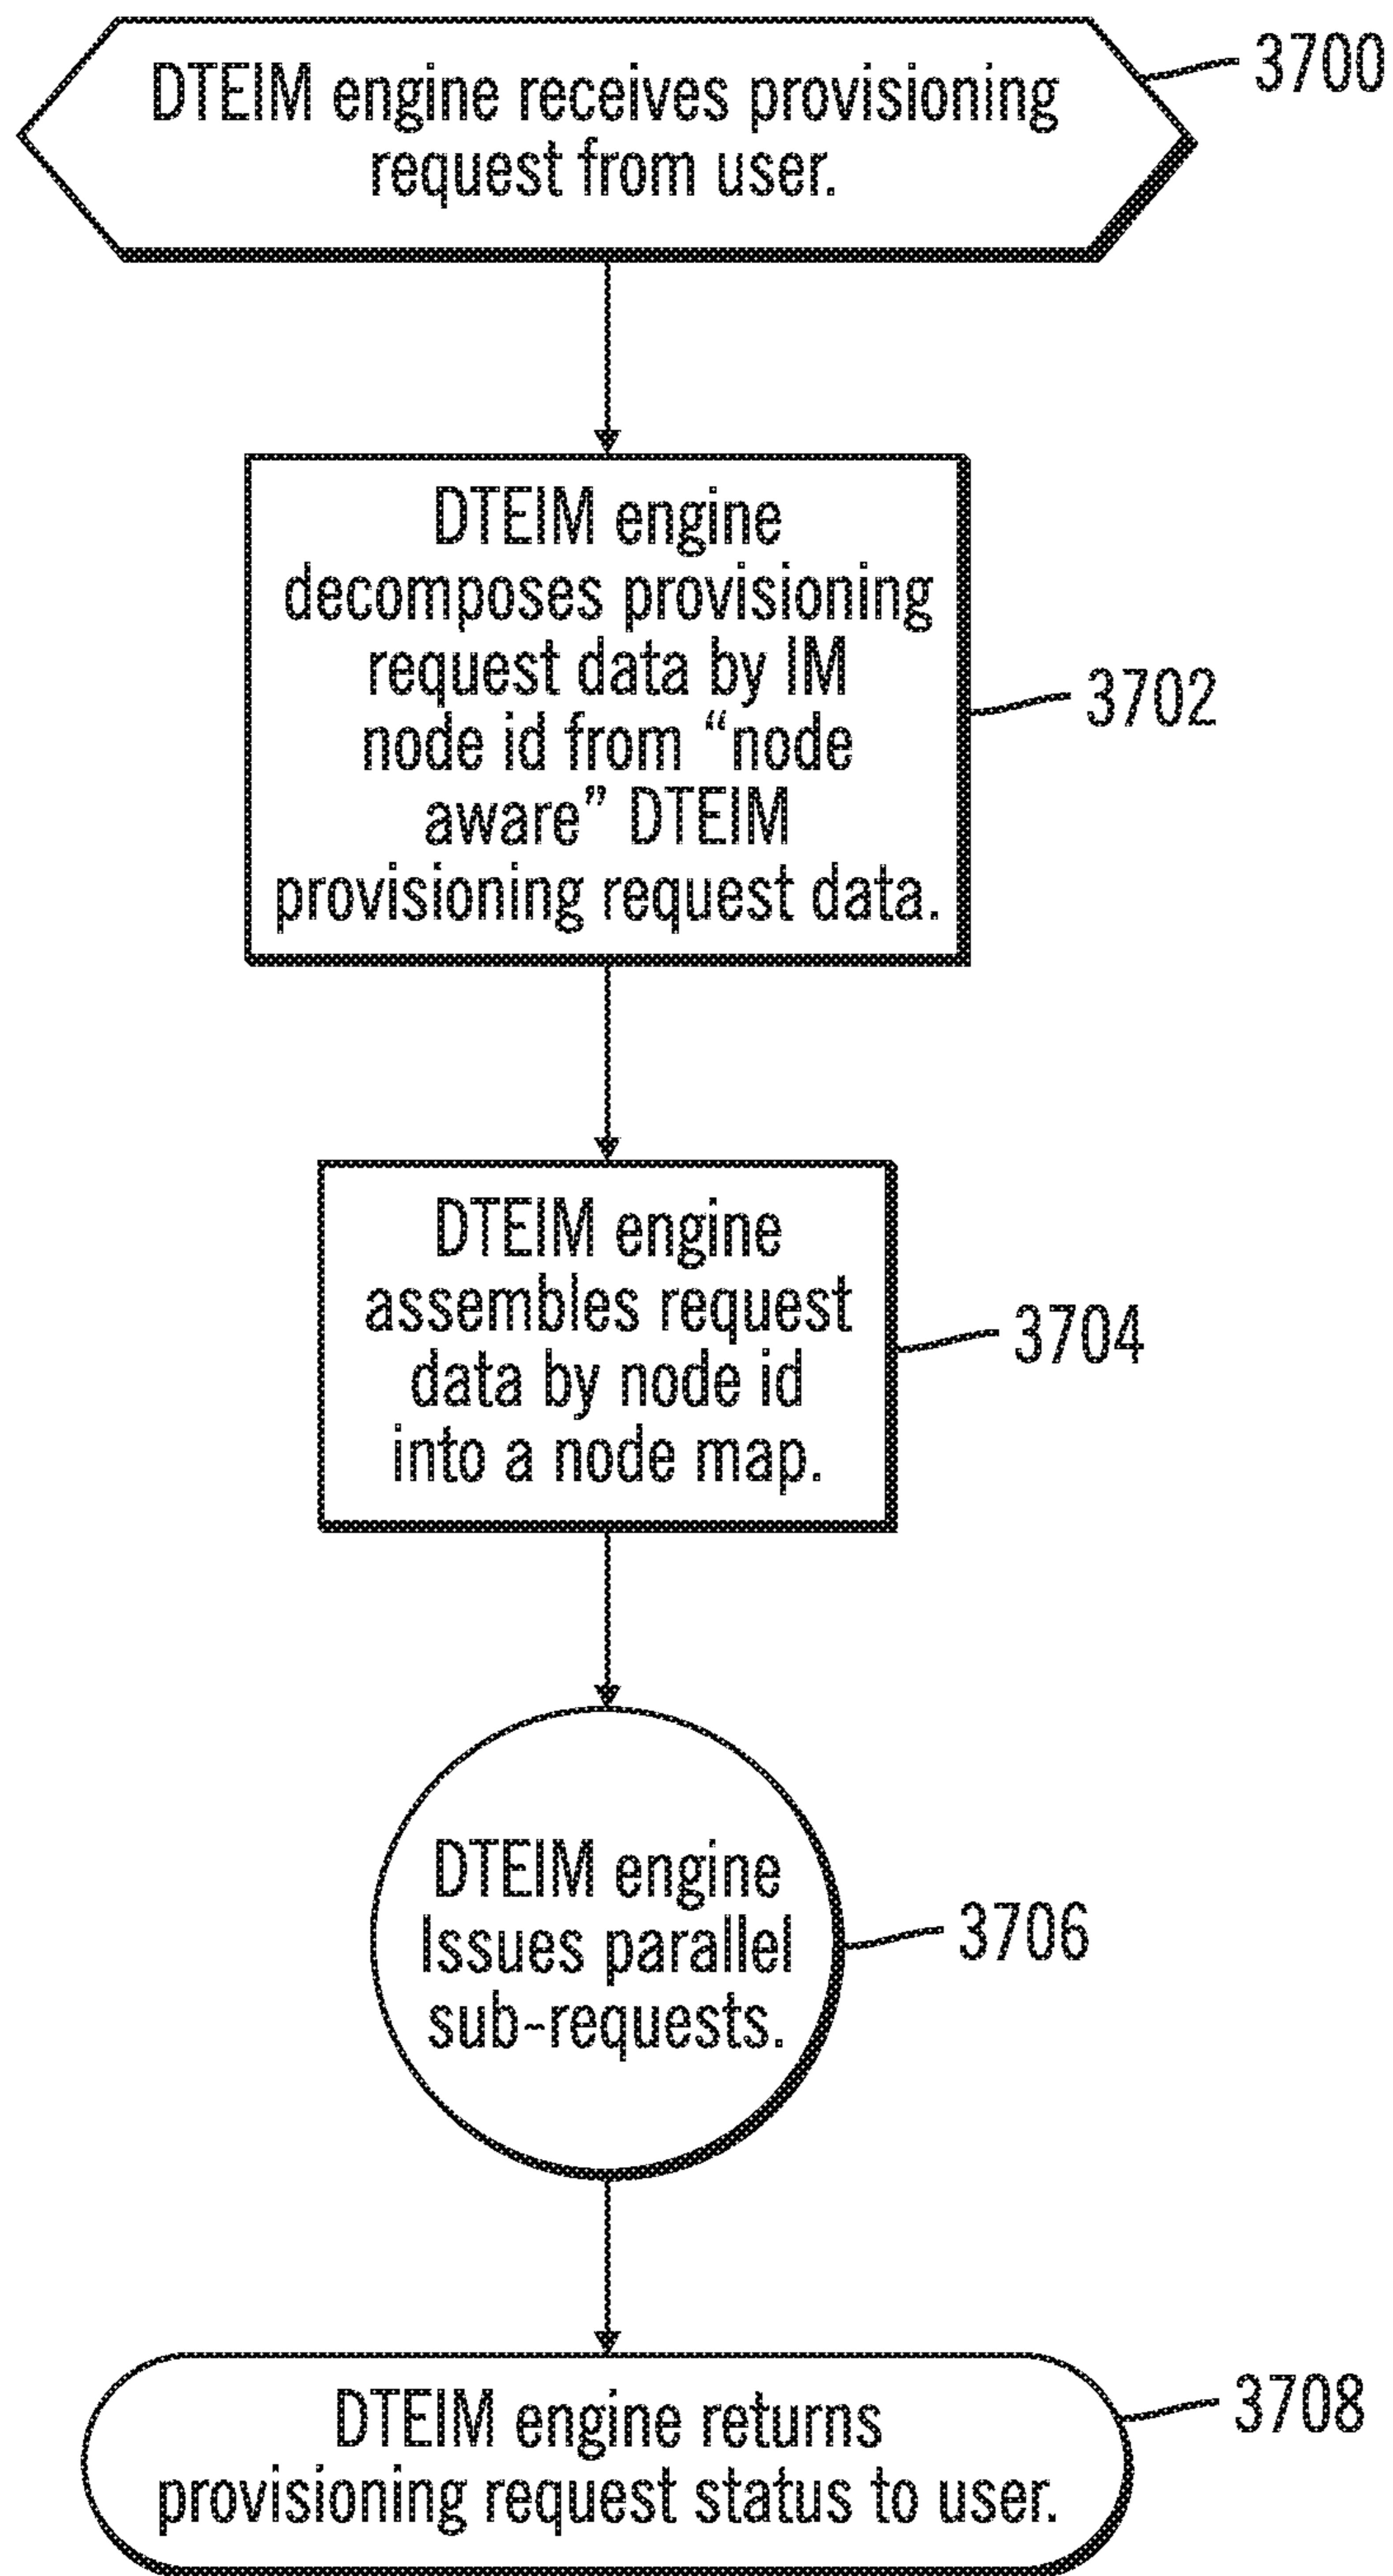 DTEIM engine receives provisioning
request from user.
3700
DTEIM engine
decomposes provisioning
request data by IM
node id from “node
aware” DTEIM
provisioning request data.
3702
DTEIM engine
assembles request
data by node id
into a node map.
3704
DTEIM engine
Issues parallel
sub-requests.
3706
DTEIM engine returns
provisioning request status to user.
3708